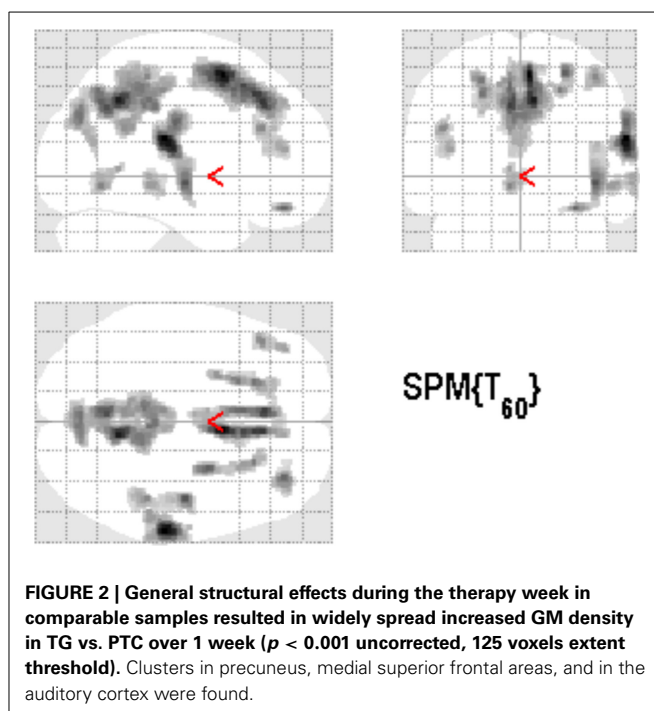 SPM{T60}
FIGURE 2 | General structural effects during the therapy week in
comparable samples resulted in widely spread increased GM density
in TG vs. PTC over 1 week (p < 0.001 uncorrected, 125 voxels extent
threshold). Clusters in precuneus, medial superior frontal areas, and in the
auditory cortex were found.